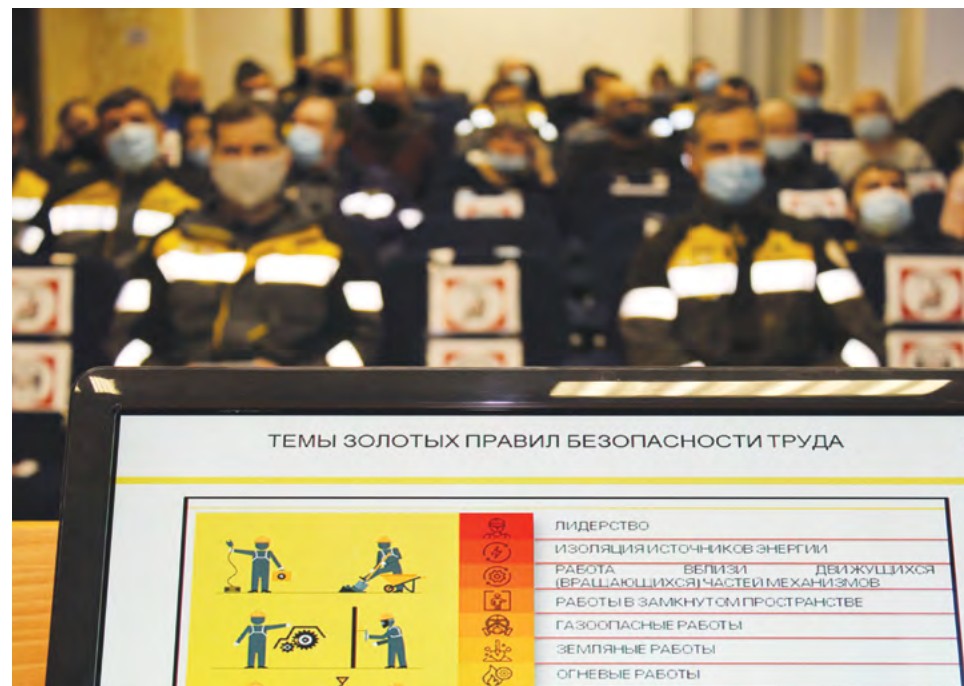 ТЕМЫ ЗОЛОТЫХ ПРАВИЛ БЕЗОПАСНОСТИ ТРУДА
ЛИДЕРСТВО
ИЗОЛЯЦИЯ ИСТОЧНИКОВ ЭНЕРГИИ
РАБОТА ВБЛИЗИ ДВИЖУЩИХСЯ
(ВРАЩАЮЩИХСЯ) ЧАСТЕЙ МЕХАНИЗМОВ
РАБОТЫ В ЗАМКНУТОМ ПРОСТРАНСТВЕ
ГАЗООПАСНЫЕ РАБОТЫ
ЗЕМЛЯНЫЕ РАБОТЫ
ОГНЕВЫЕ РАБОТЫ